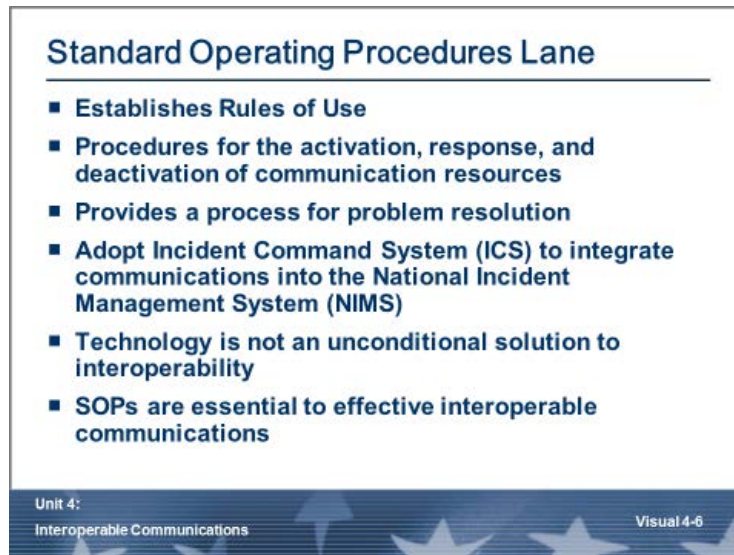 Standard Operating Procedures Lane
■ Establishes Rules of Use
■ Procedures for the activation, response, and
deactivation of communication resources
■ Provides a process for problem resolution
■ Adopt Incident Command System (ICS) to integrate
communications into the National Incident
Management System (NIMS)
■ Technology is not an unconditional solution to
interoperability
■ SOPs are essential to effective interoperable
communications
Unit 4:
Interoperable Communications
Visual 4-6